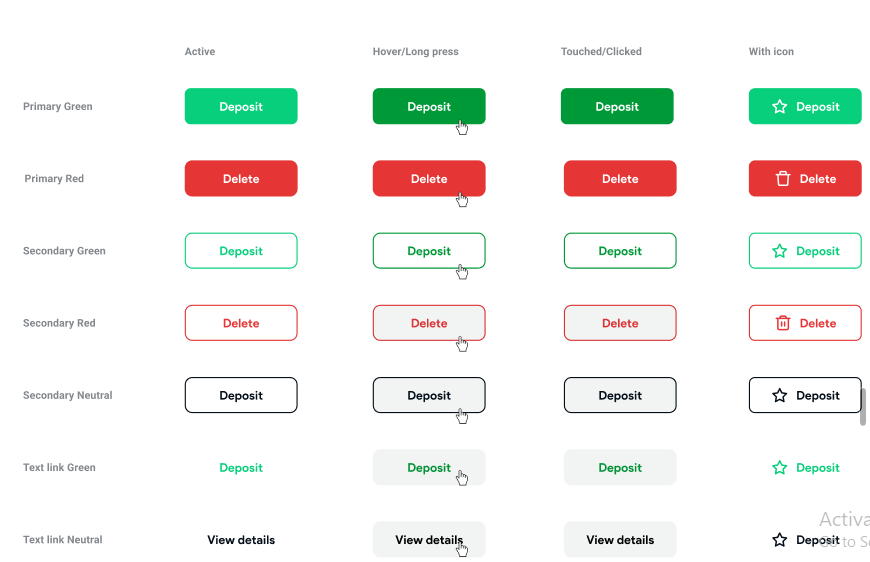 Active Hover/Long press Touched/Clicked With icon
Primary Green Deposit Deposit Deposit Deposit
Primary Red Delete Delete Delete Delete
Secondary Green Deposit Deposit Deposit Deposit
Secondary Red Delete Delete Delete Delete
Secondary Neutral Deposit Deposit Deposit Deposit
Text link Green Deposit Deposit Deposit Deposit
Activa
Text link Neutral View details View details View details Deposit
to S